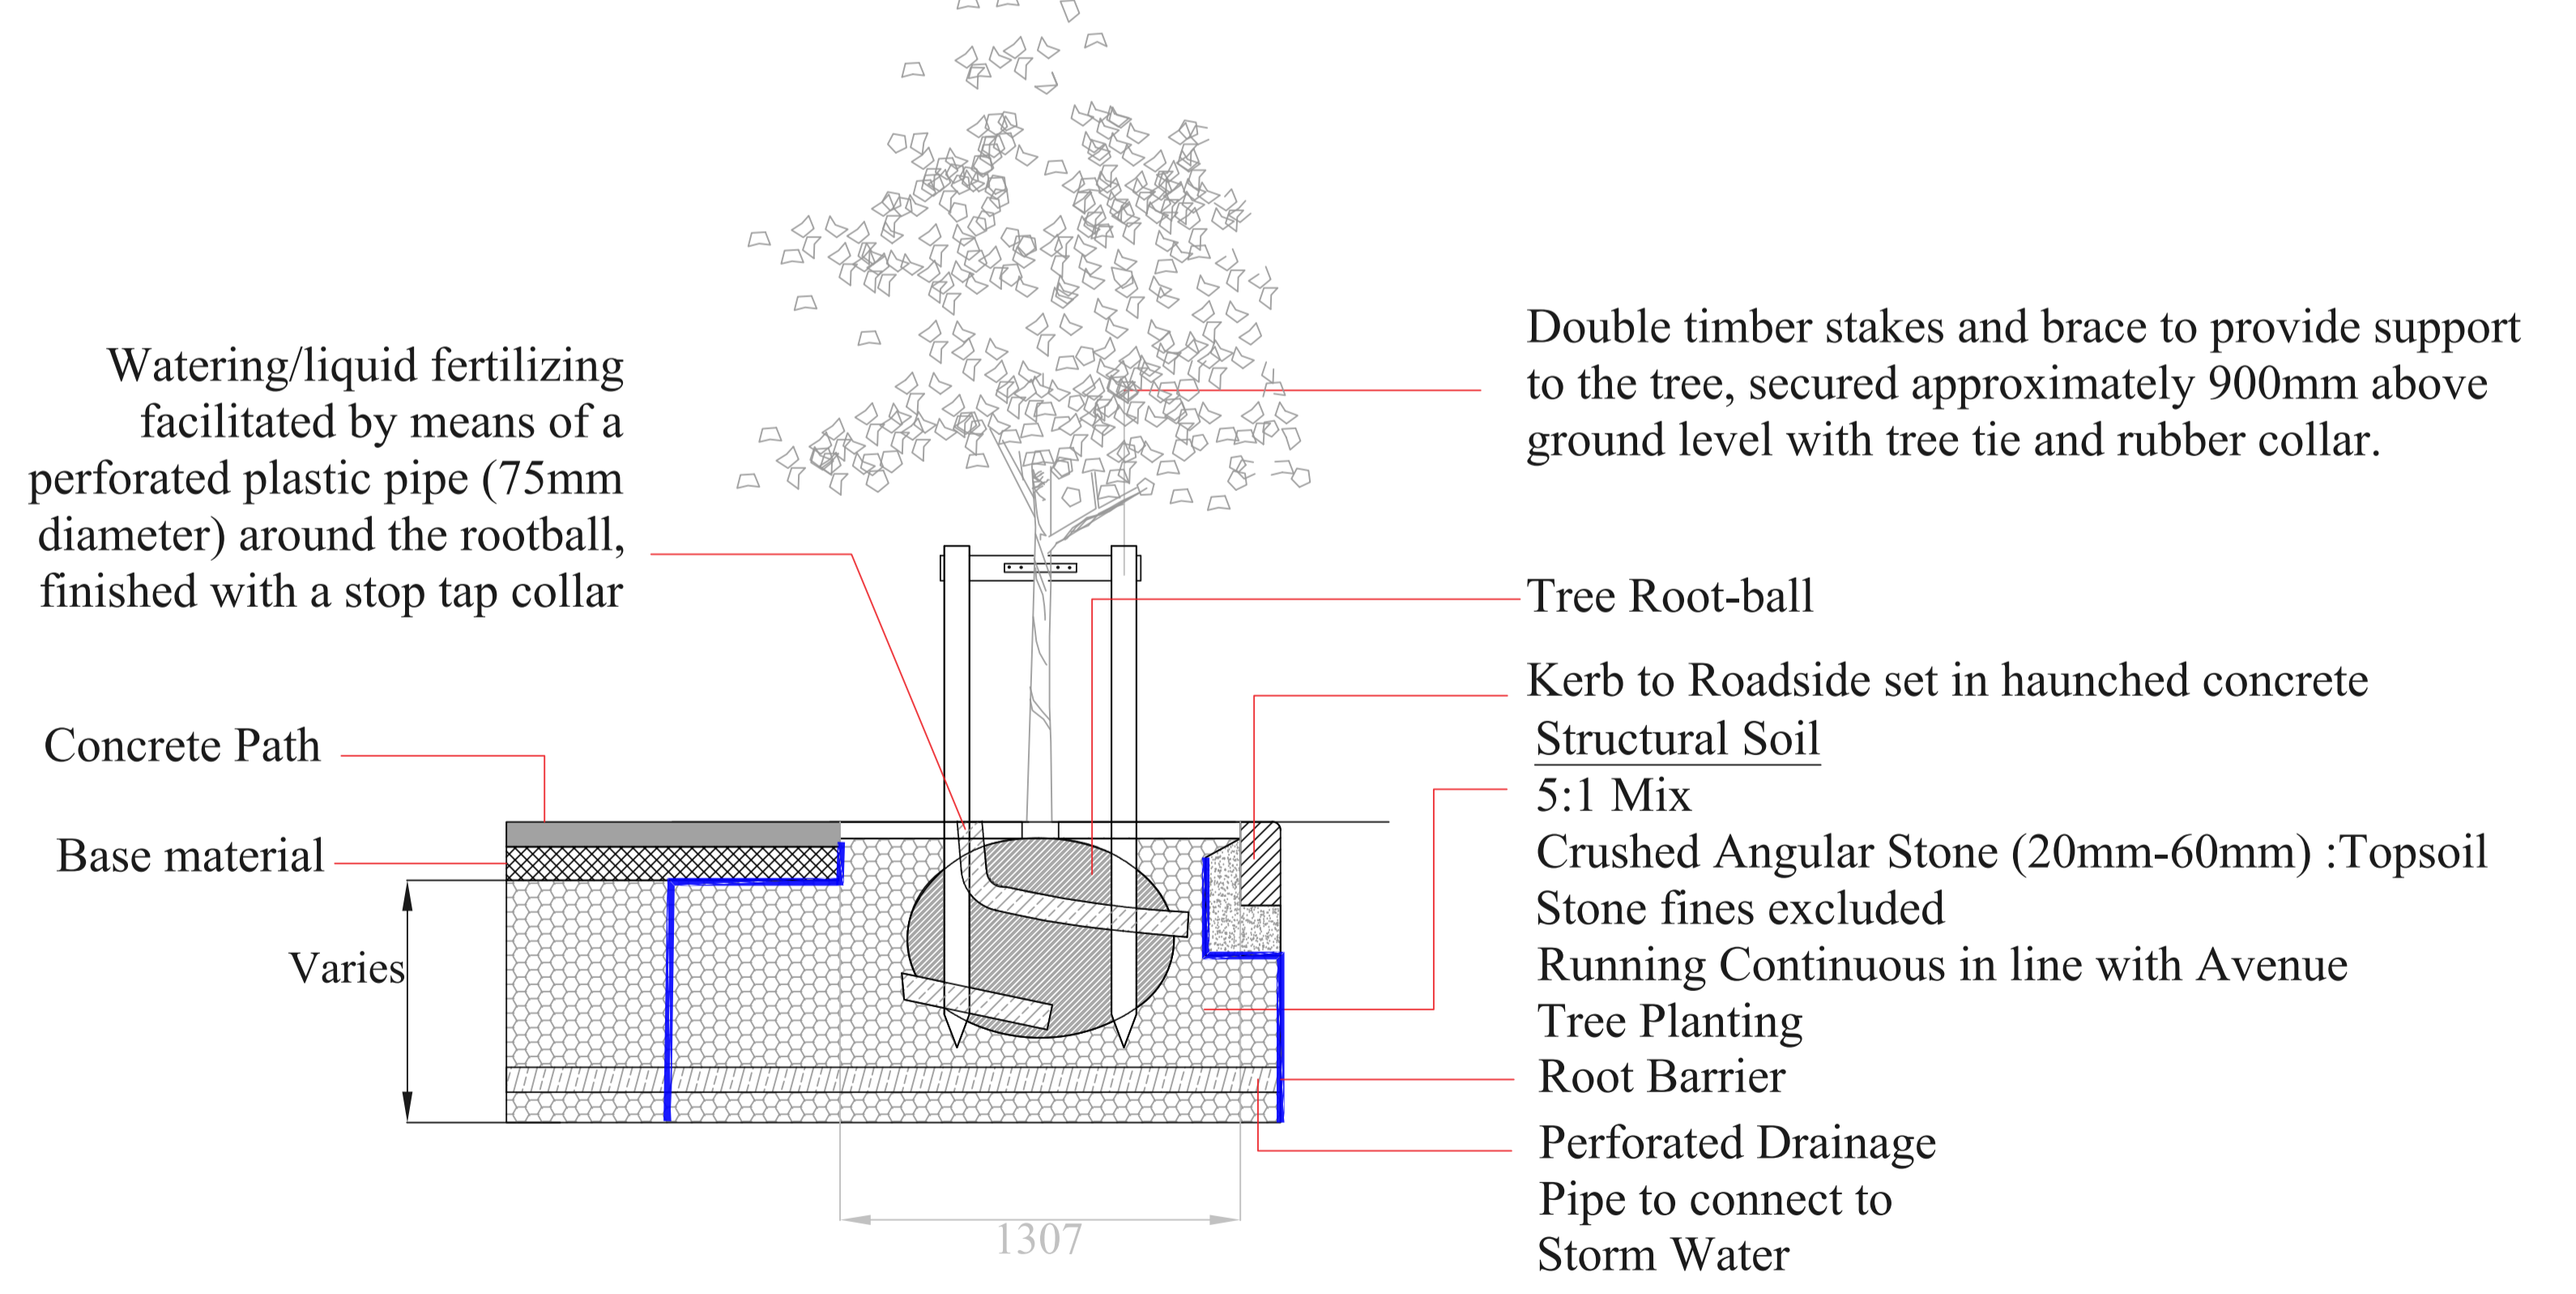 Watering/liquid fertilizing
facilitated by means of a
perforated plastic pipe (75mm
diameter) around the rootball,
finished with a stop tap collar
Concrete Path
Base material
Varies
1307
Double timber stakes and brace to provide support
to the tree, secured approximately 900mm above
ground level with tree tie and rubber collar.
Tree Root-ball
Kerb to Roadside set in haunched concrete
Structural Soil
5:1 Mix
Crushed Angular Stone (20mm-60mm) :Topsoil
Stone fines excluded
Running Continuous in line with Avenue
Tree Planting
Root Barrier
Perforated Drainage
Pipe to connect to
Storm Water